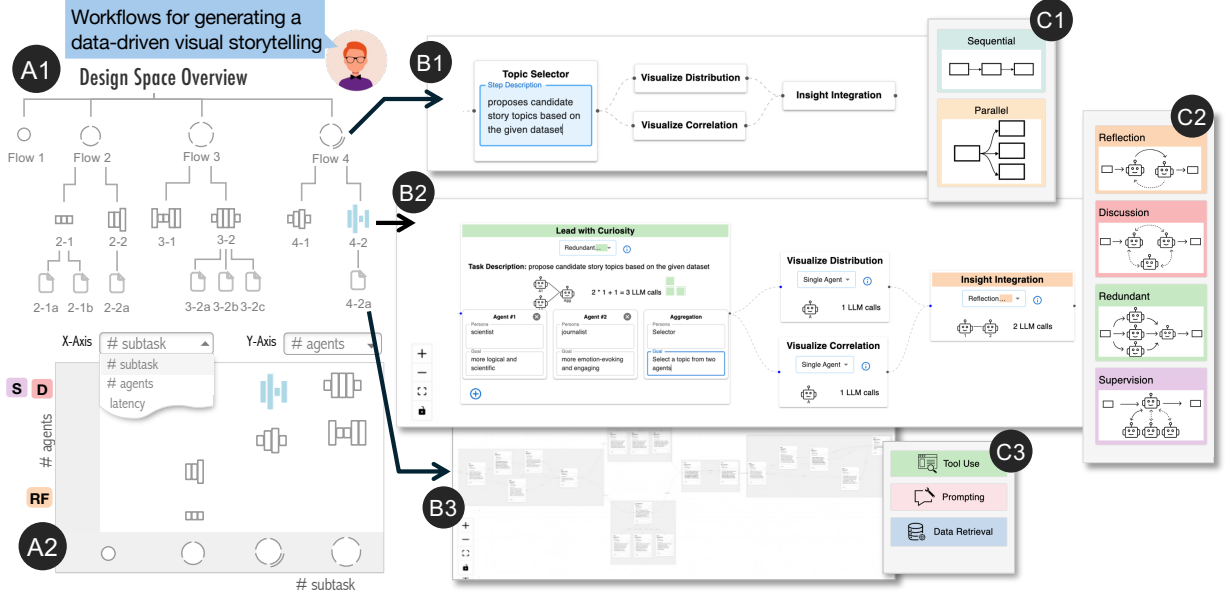 Workflows for generating a
data-driven visual storytelling
A1
Design Space Overview
Flow 1
Flow 2
Flow 3
Flow 4
2-1
2-2
3-1
3-2
4-1
4-2
2-1a
2-1b
2-2a
3-2a
3-2b
3-2c
4-2a
X-Axis
# subtask
Y-Axis
# agents
# subtask
# agents
latency
S
D
# agents
RF
A2
# subtask
B1
Topic Selector
Step Description
proposes candidate
story topics based on
the given dataset
Visualize Distribution
Visualize Correlation
Insight Integration
C1
Sequential
Parallel
B2
Lead with Curiosity
Redundant...
Task Description: propose candidate story topics based on the given dataset
2 * 1 + 1 = 3 LLM calls
Agent #1
Persona
scientist
Goal
more logical and
scientific
Agent #2
Persona
journalist
Goal
more emotion-evoking
and engaging
Aggregation
Persona
Selector
Goal
Select a topic from two
agents
Visualize Distribution
Single Agent
1 LLM calls
Visualize Correlation
Single Agent
1 LLM calls
Insight Integration
Reflection...
2 LLM calls
C2
Reflection
Discussion
Redundant
Supervision
B3
C3
Tool Use
Prompting
Data Retrieval